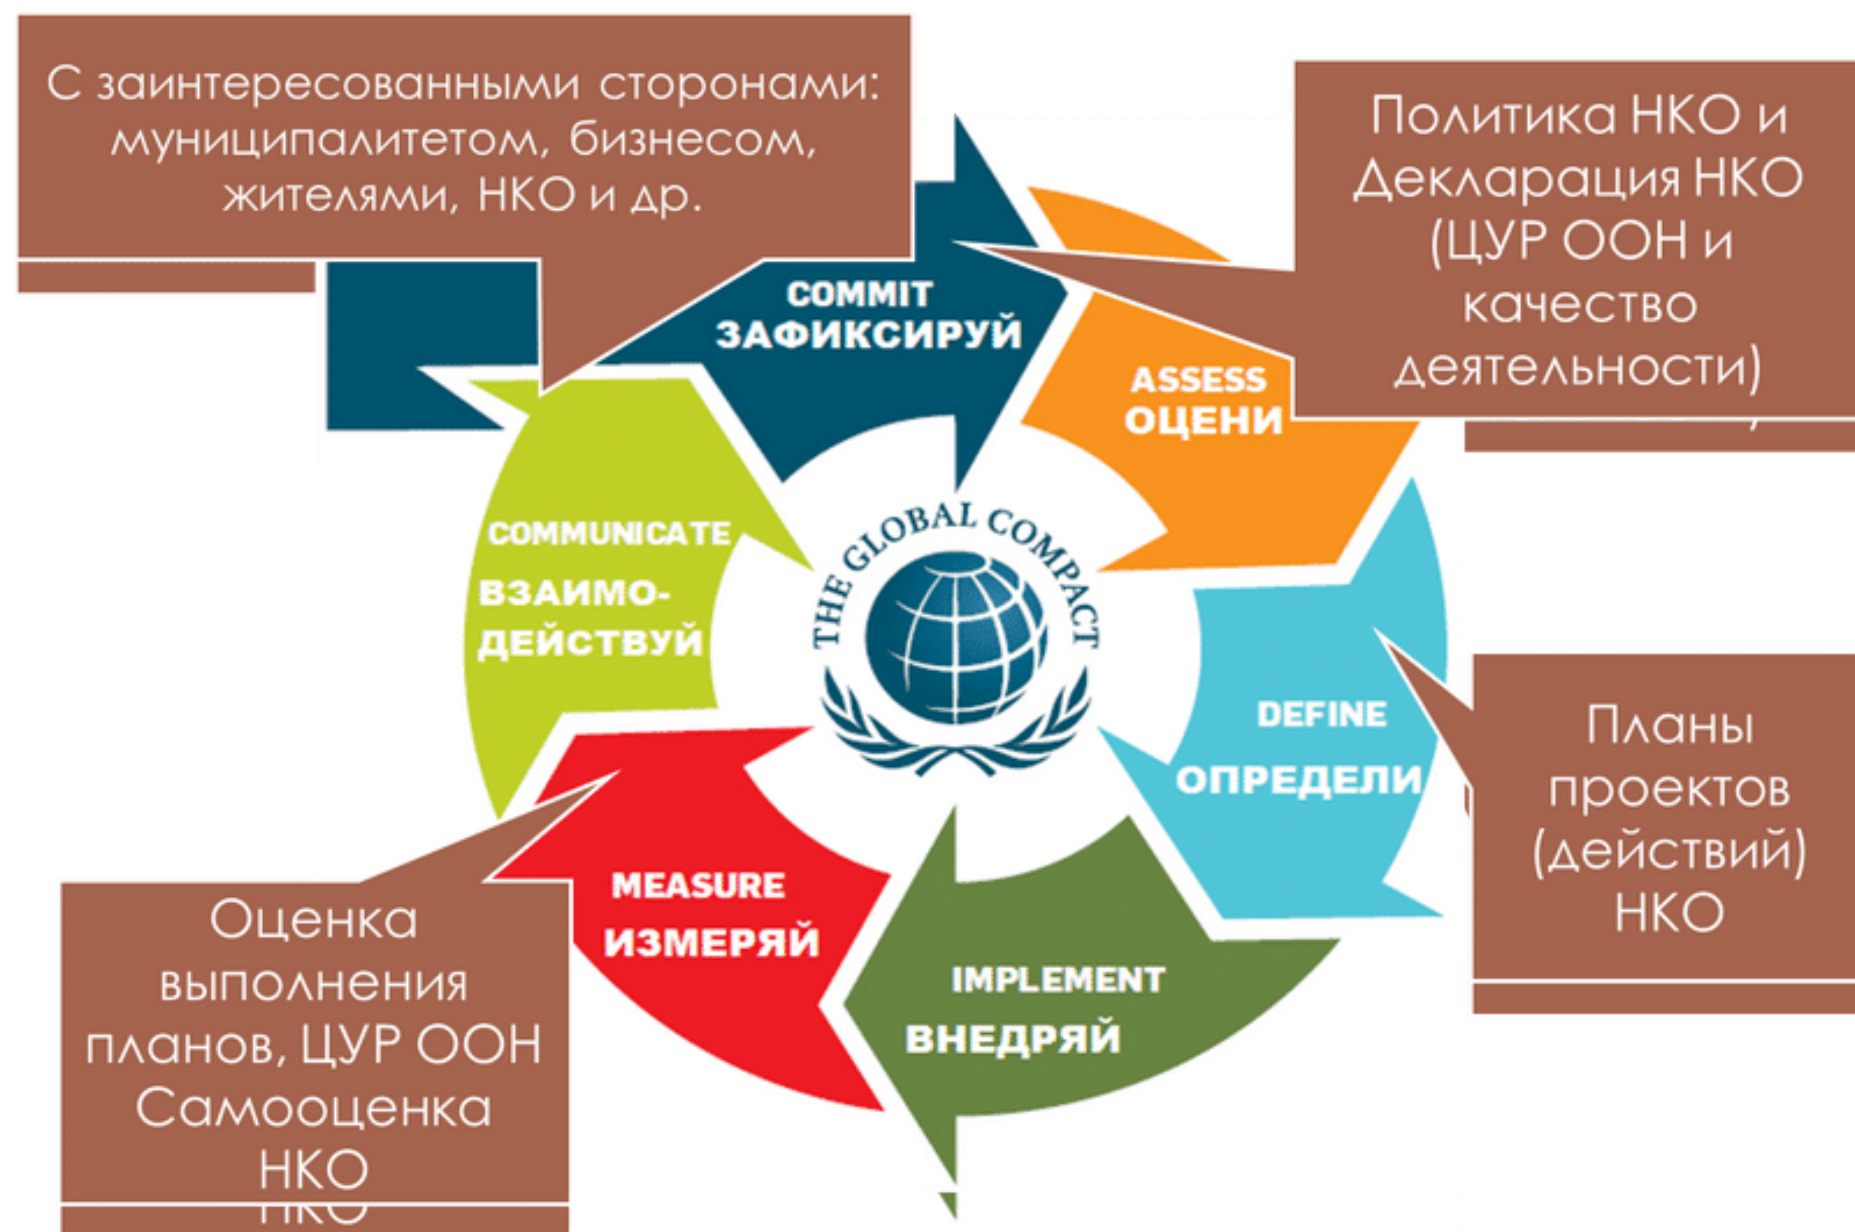 С заинтересованными сторонами:
муниципалитетом, бизнесом,
жителями, НКО и др.
Политика НКО и
Декларация НКО
(ЦУР ООН и
качество
деятельности)
COMMIT
ЗАФИКСИРУЙ
ASSESS
ОЦЕНИ
COMMUNICATE
ВЗАИМО-
ДЕЙСТВУЙ
THE GLOBAL COMPACT
DEFINE
ОПРЕДЕЛИ
Планы
проектов
(действий)
НКО
MEASURE
ИЗМЕРЯЙ
IMPLEMENT
ВНЕДРЯЙ
Оценка
выполнения
планов, ЦУР ООН
Самооценка
НКО
НКО